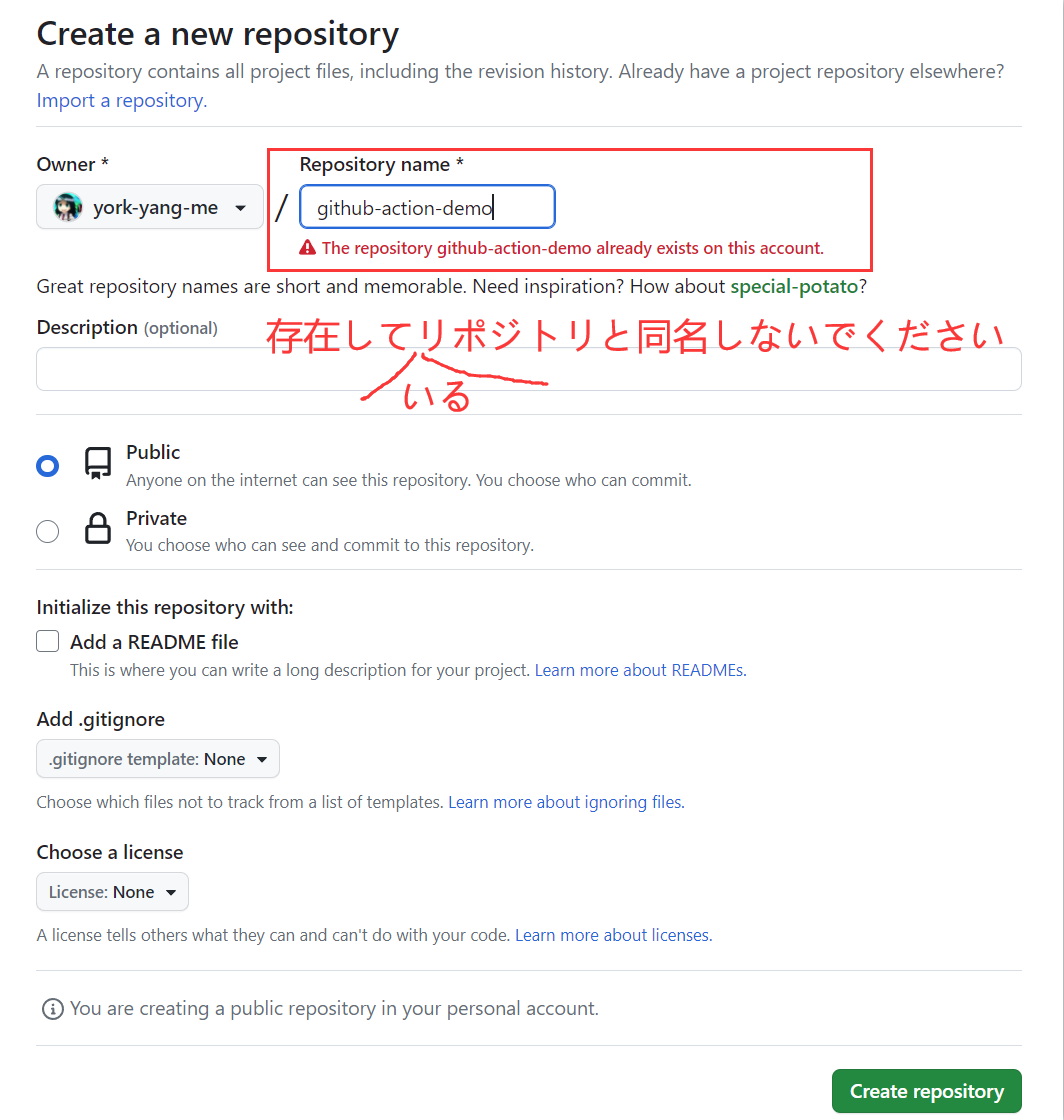 Create a new repository
A repository contains all project files, including the revision history. Already have a project repository elsewhere?
Import a repository.
Owner *
Repository name *
york-yang-me
/
github-action-demo
The repository github-action-demo already exists on this account.
Great repository names are short and memorable. Need inspiration? How about special-potato?
Description (optional)
存在してリポジトリと同名しないでください
いる
Public
Anyone on the internet can see this repository. You choose who can commit.
Private
You choose who can see and commit to this repository.
Initialize this repository with:
Add a README file
This is where you can write a long description for your project. Learn more about READMEs.
Add .gitignore
.gitignore template: None
Choose which files not to track from a list of templates. Learn more about ignoring files.
Choose a license
License: None
A license tells others what they can and can't do with your code. Learn more about licenses.
You are creating a public repository in your personal account.
Create repository